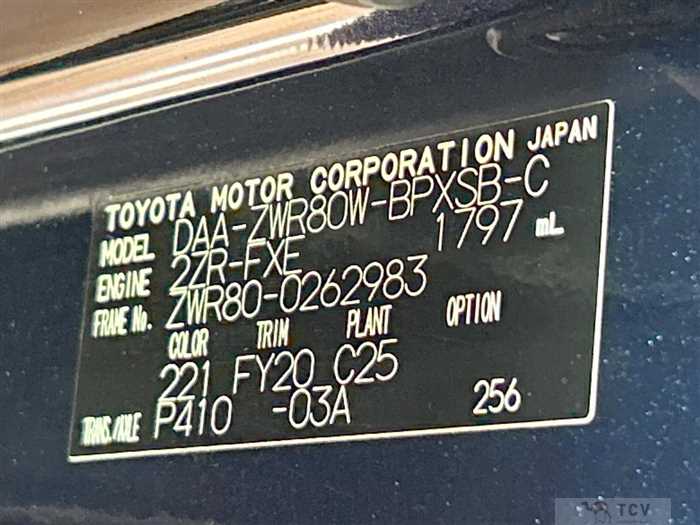 TOYOTA MOTOR CORPORATION JAPAN
MODEL DAA-ZWR80W-BPXSB-C
ENGINE 2ZR-FXE 1797 mL
FRAME No. ZWR80-0262983
COLOR TRIM PLANT OPTION
221 FY20 C25
TRANS./AXLE P410 -03A 256
TCV